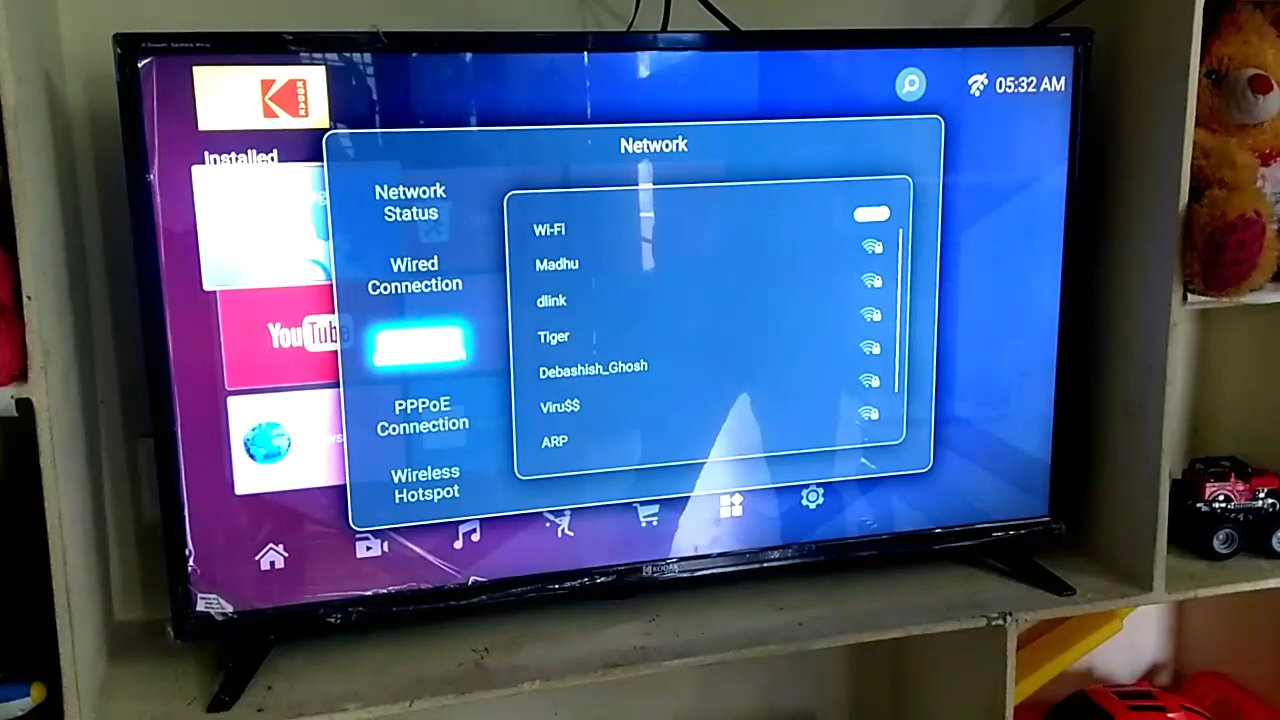 KODAK
05:32 AM
Installed
Network
Network
Status
Wired
Connection
PPPoE
Connection
Wireless
Hotspot
Wi-Fi
Madhu
dlink
Tiger
Debashish_Ghosh
Viru$$
ARP
YouTube
KODAK